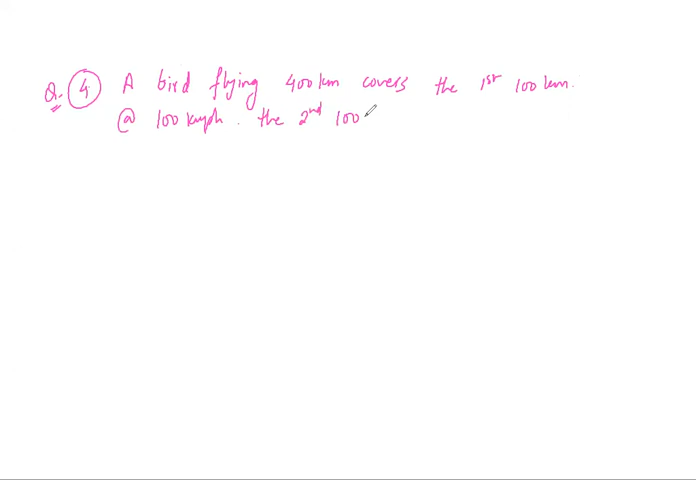 Q. 4 A bird flying 400 km covers the 1st 100 km.
@ 100 kmph. the 2nd 100